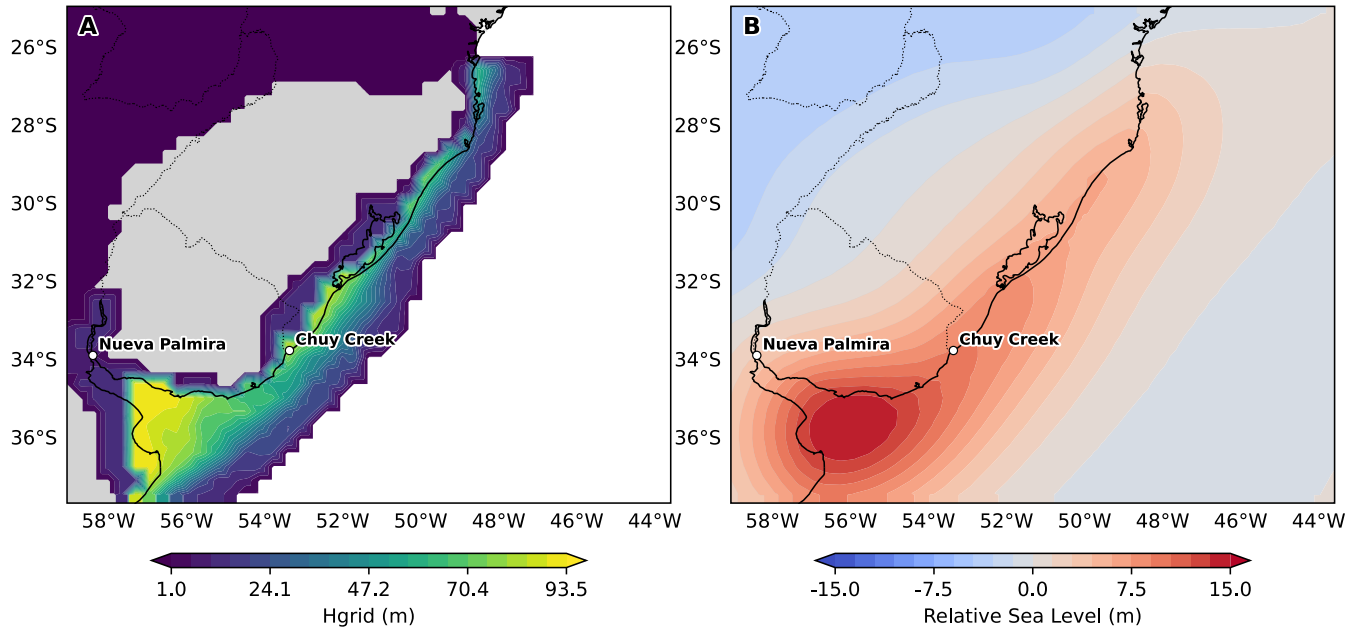 A
B
26°S
28°S
30°S
32°S
34°S
36°S
26°S
28°S
30°S
32°S
34°S
36°S
Nueva Palmira
Chuy Creek
Nueva Palmira
Chuy Creek
58°W 56°W 54°W 52°W 50°W 48°W 46°W 44°W
58°W 56°W 54°W 52°W 50°W 48°W 46°W 44°W
1.0 24.1 47.2 70.4 93.5
-15.0 -7.5 0.0 7.5 15.0
Hgrid (m)
Relative Sea Level (m)